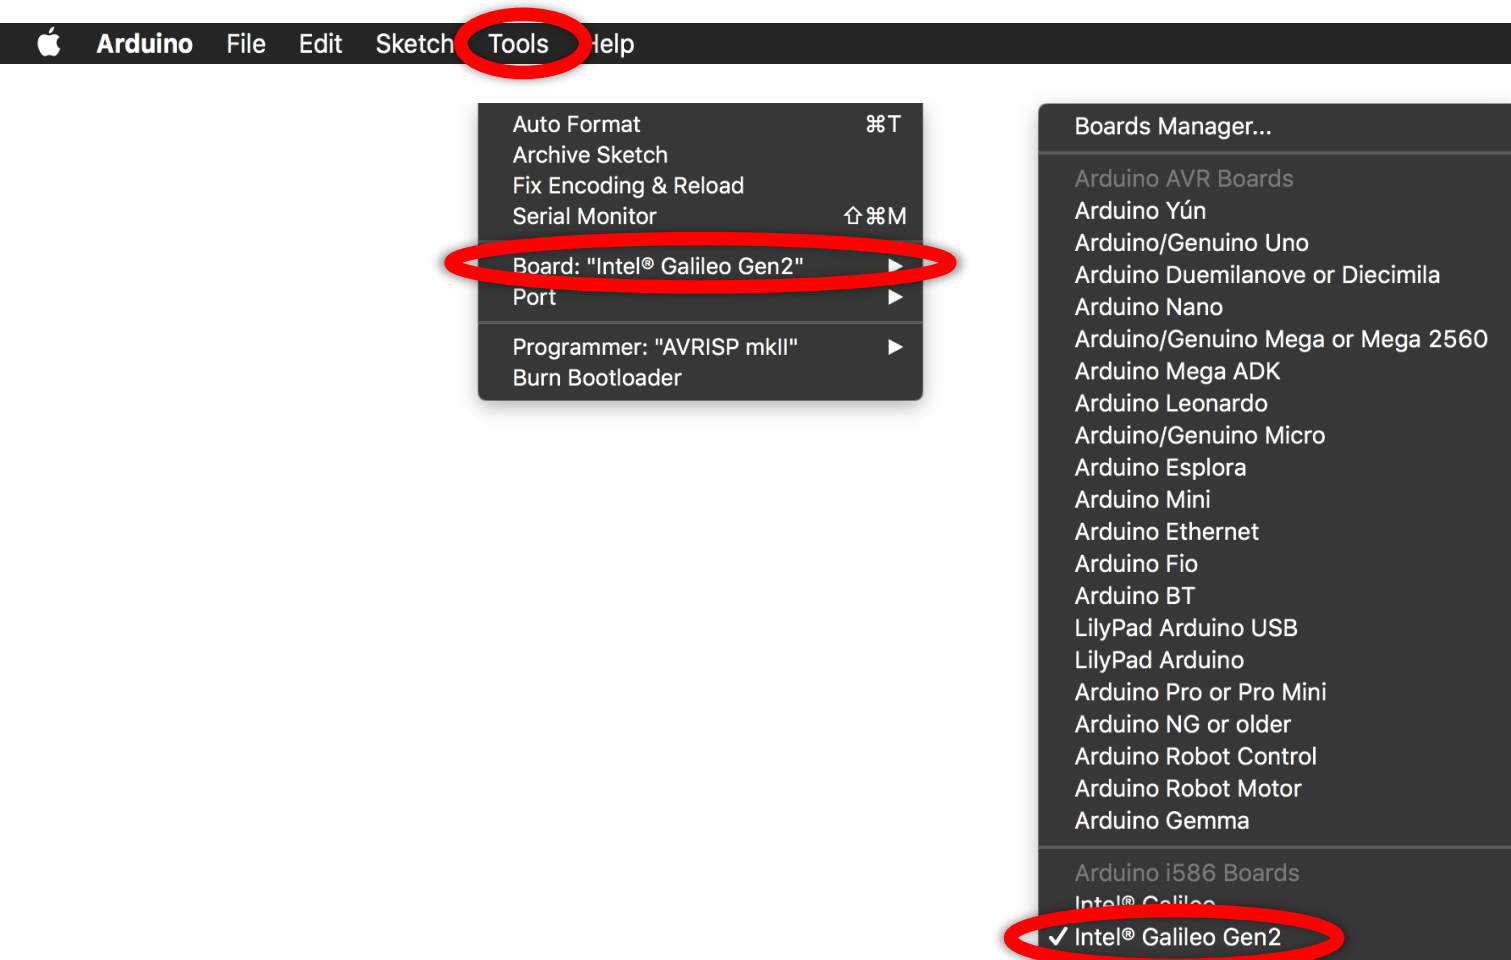 Arduino File Edit Sketch Tools Help
Auto Format ⌘T
Archive Sketch
Fix Encoding & Reload
Serial Monitor ⇧⌘M
Board: "Intel® Galileo Gen2" ▶
Port ▶
Programmer: "AVRISP mkII" ▶
Burn Bootloader
Boards Manager...
Arduino AVR Boards
Arduino Yún
Arduino/Genuino Uno
Arduino Duemilanove or Diecimila
Arduino Nano
Arduino/Genuino Mega or Mega 2560
Arduino Mega ADK
Arduino Leonardo
Arduino/Genuino Micro
Arduino Esplora
Arduino Mini
Arduino Ethernet
Arduino Fio
Arduino BT
LilyPad Arduino USB
LilyPad Arduino
Arduino Pro or Pro Mini
Arduino NG or older
Arduino Robot Control
Arduino Robot Motor
Arduino Gemma
Arduino i586 Boards
Intel® Galileo
✓ Intel® Galileo Gen2